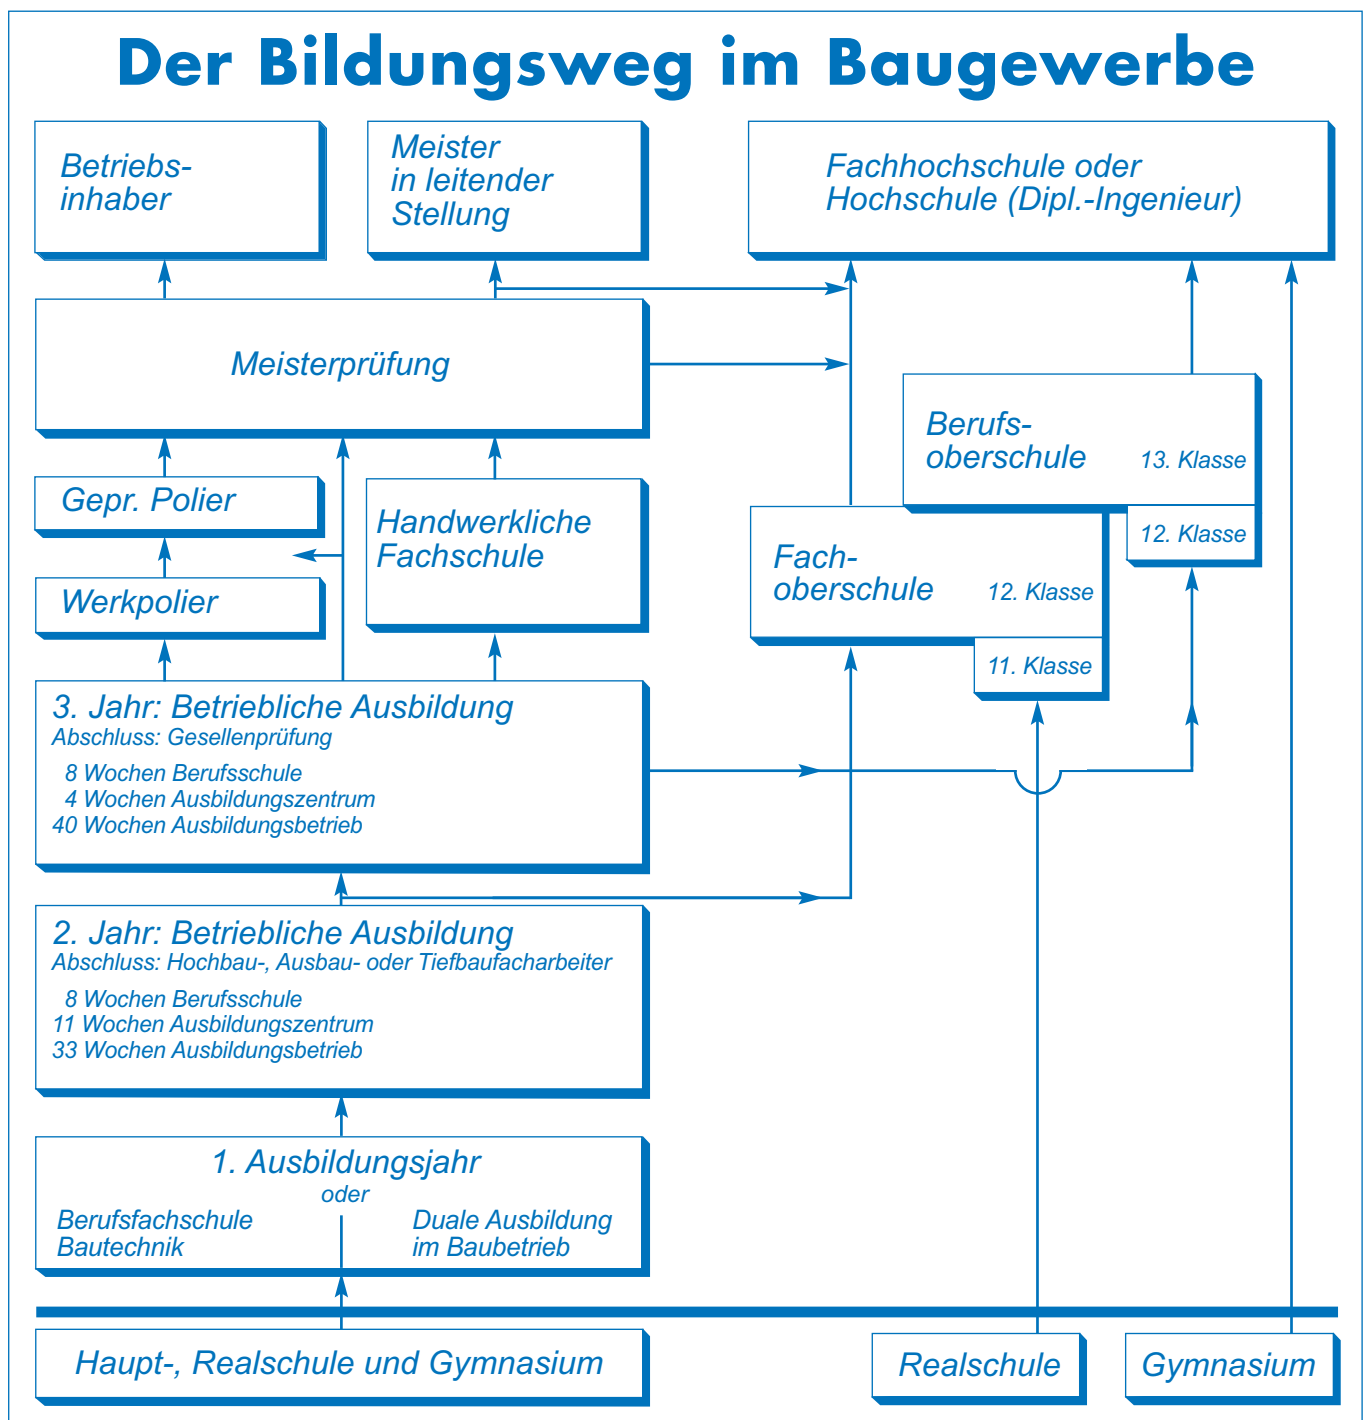 Der Bildungsweg im Baugewerbe
Betriebs-
inhaber
Meister
in leitender
Stellung
Fachhochschule oder
Hochschule (Dipl.-Ingenieur)
Meisterprüfung
Berufs-
oberschule
13. Klasse
12. Klasse
Gepr. Polier
Handwerkliche
Fachschule
Fach-
oberschule
12. Klasse
11. Klasse
Werkpolier
3. Jahr: Betriebliche Ausbildung
Abschluss: Gesellenprüfung
8 Wochen Berufsschule
4 Wochen Ausbildungszentrum
40 Wochen Ausbildungsbetrieb
2. Jahr: Betriebliche Ausbildung
Abschluss: Hochbau-, Ausbau- oder Tiefbaufacharbeiter
8 Wochen Berufsschule
11 Wochen Ausbildungszentrum
33 Wochen Ausbildungsbetrieb
1. Ausbildungsjahr
oder
Berufsfachschule
Bautechnik
Duale Ausbildung
im Baubetrieb
Haupt-, Realschule und Gymnasium
Realschule
Gymnasium